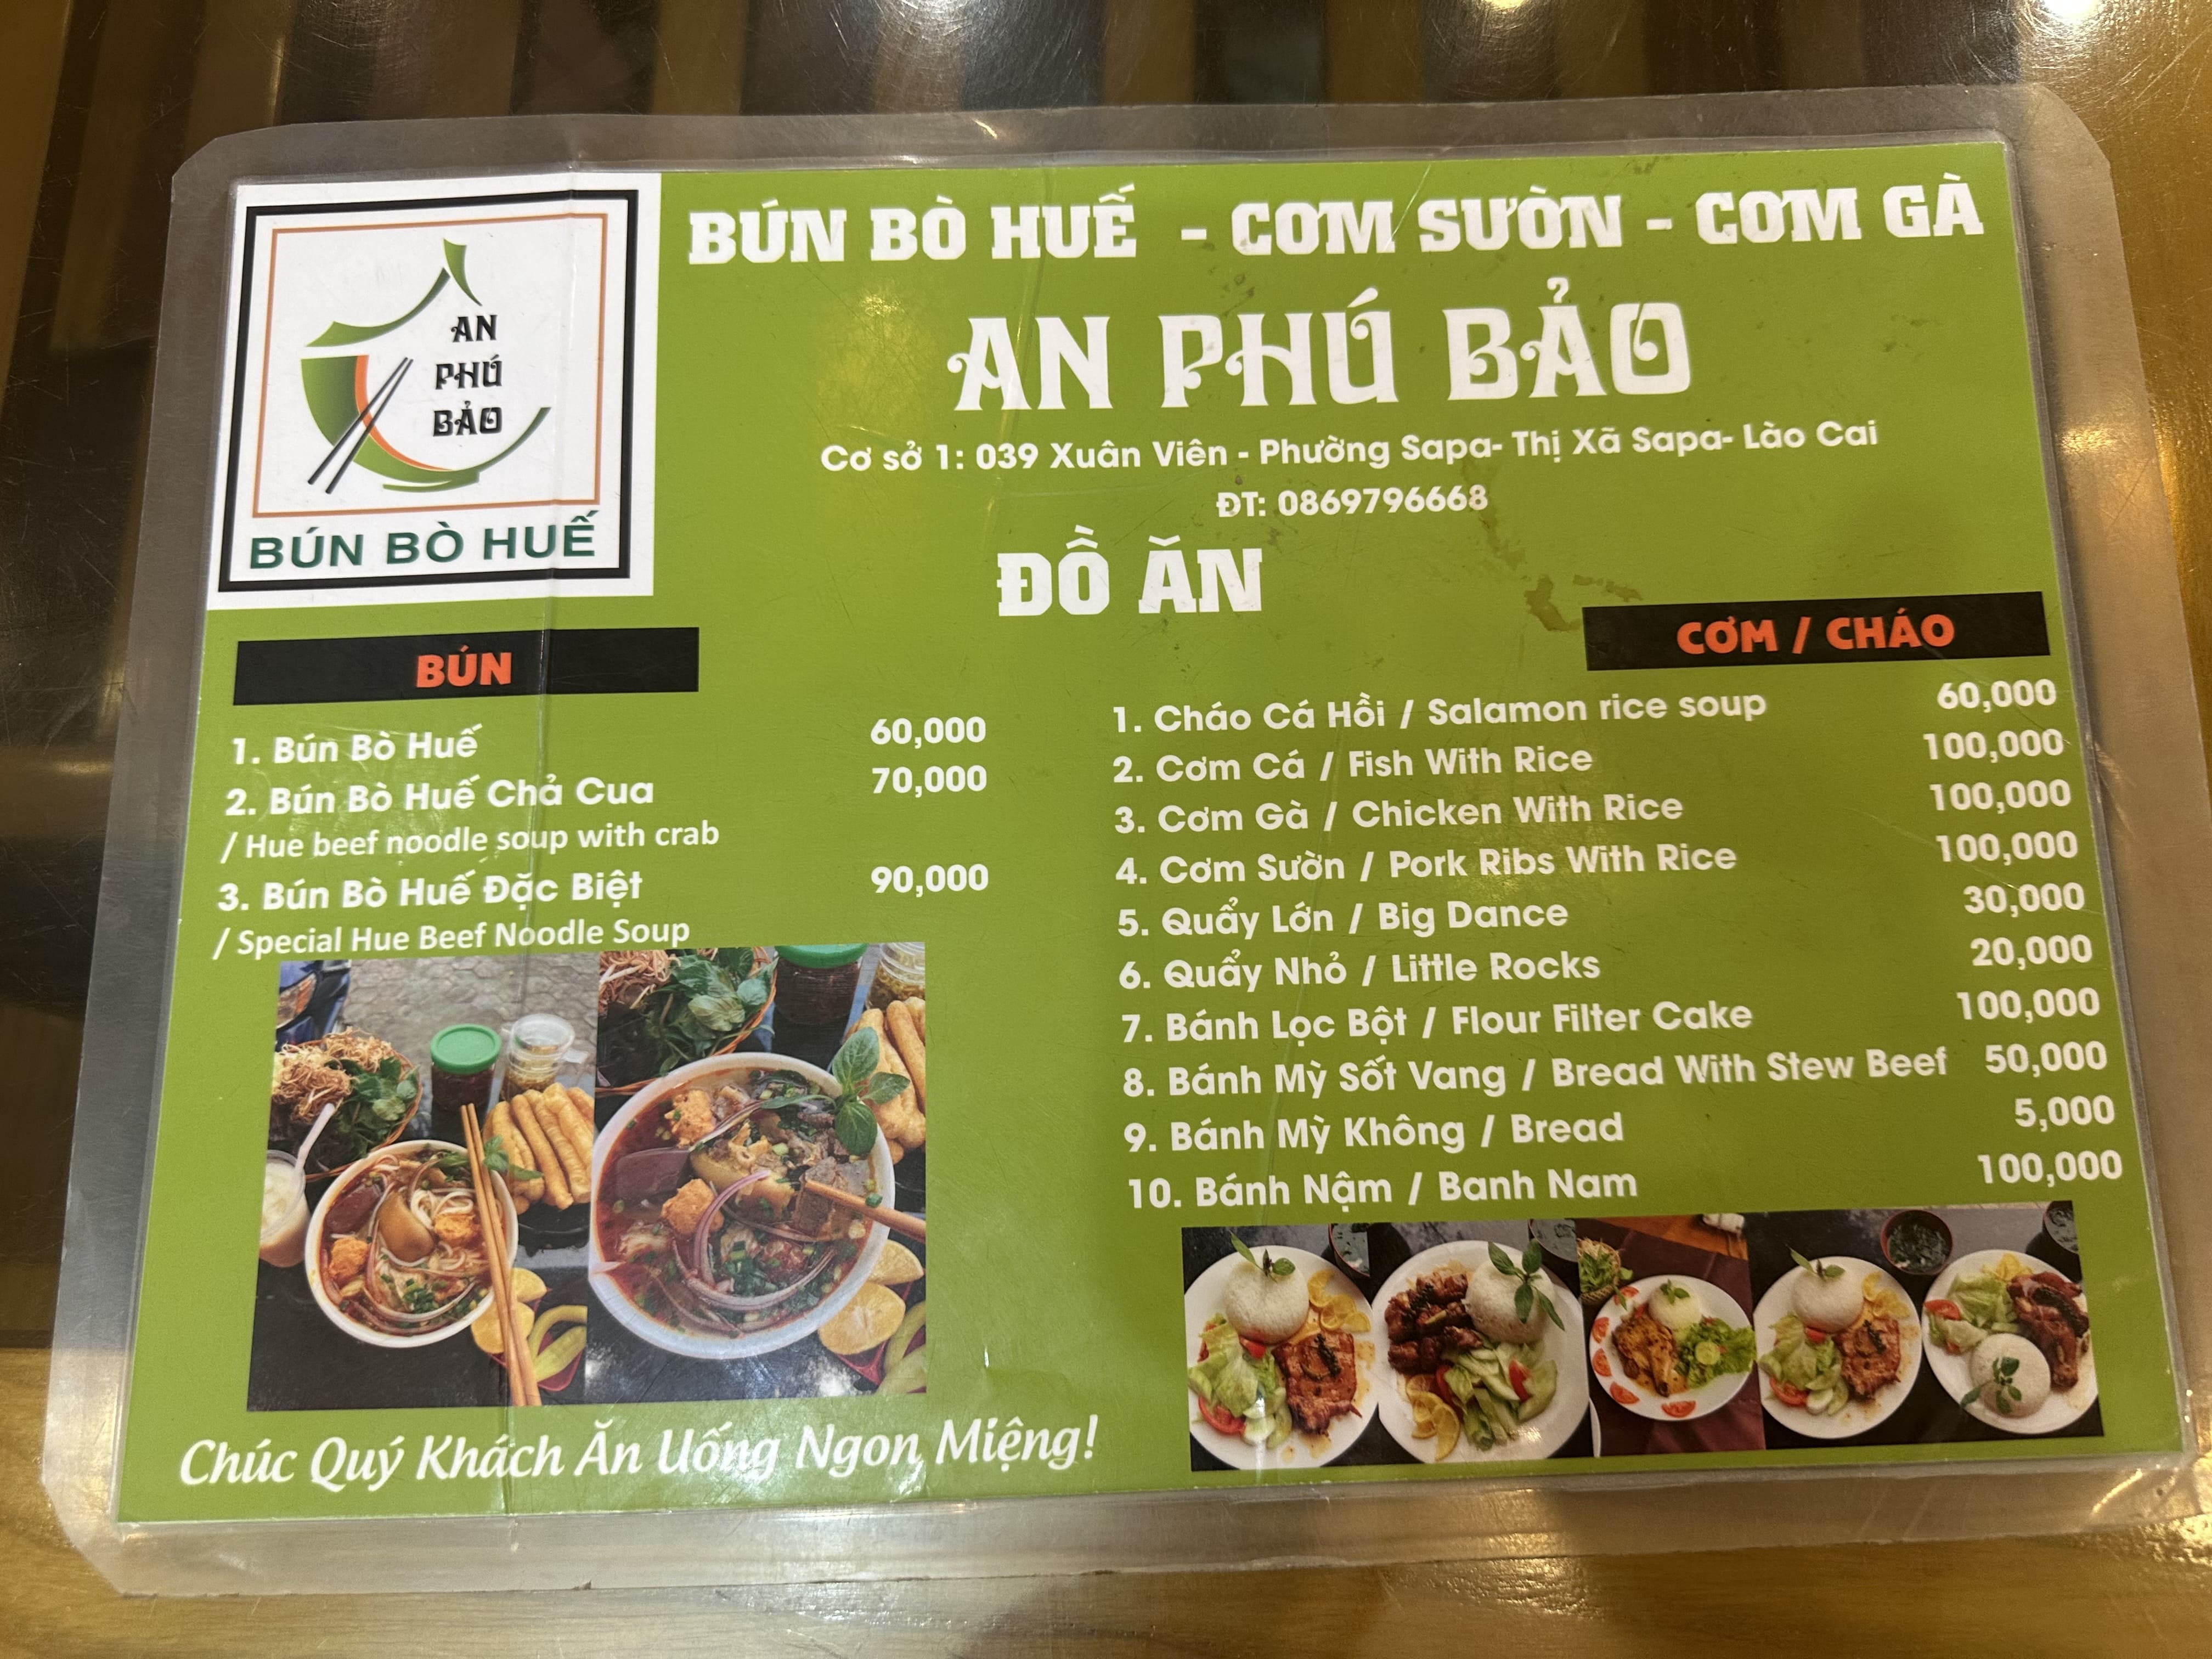 AN
PHÚ
BẢO
BÚN BÒ HUẾ
BÚN BÒ HUẾ - CƠM SƯỜN - CƠM GÀ
AN PHÚ BẢO
Cơ sở 1: 039 Xuân Viên - Phường Sapa- Thị Xã Sapa- Lào Cai
ĐT: 0869796668
ĐỒ ĂN
BÚN
1. Bún Bò Huế 60,000
2. Bún Bò Huế Chả Cua 70,000
/ Hue beef noodle soup with crab
3. Bún Bò Huế Đặc Biệt 90,000
/ Special Hue Beef Noodle Soup
CƠM / CHÁO
1. Cháo Cá Hồi / Salamon rice soup 60,000
2. Cơm Cá / Fish With Rice 100,000
3. Cơm Gà / Chicken With Rice 100,000
4. Cơm Sườn / Pork Ribs With Rice 100,000
5. Quẩy Lớn / Big Dance 30,000
6. Quẩy Nhỏ / Little Rocks 20,000
7. Bánh Lọc Bột / Flour Filter Cake 100,000
8. Bánh Mỳ Sốt Vang / Bread With Stew Beef 50,000
9. Bánh Mỳ Không / Bread 5,000
10. Bánh Nậm / Banh Nam 100,000
Chúc Quý Khách Ăn Uống Ngon Miệng!